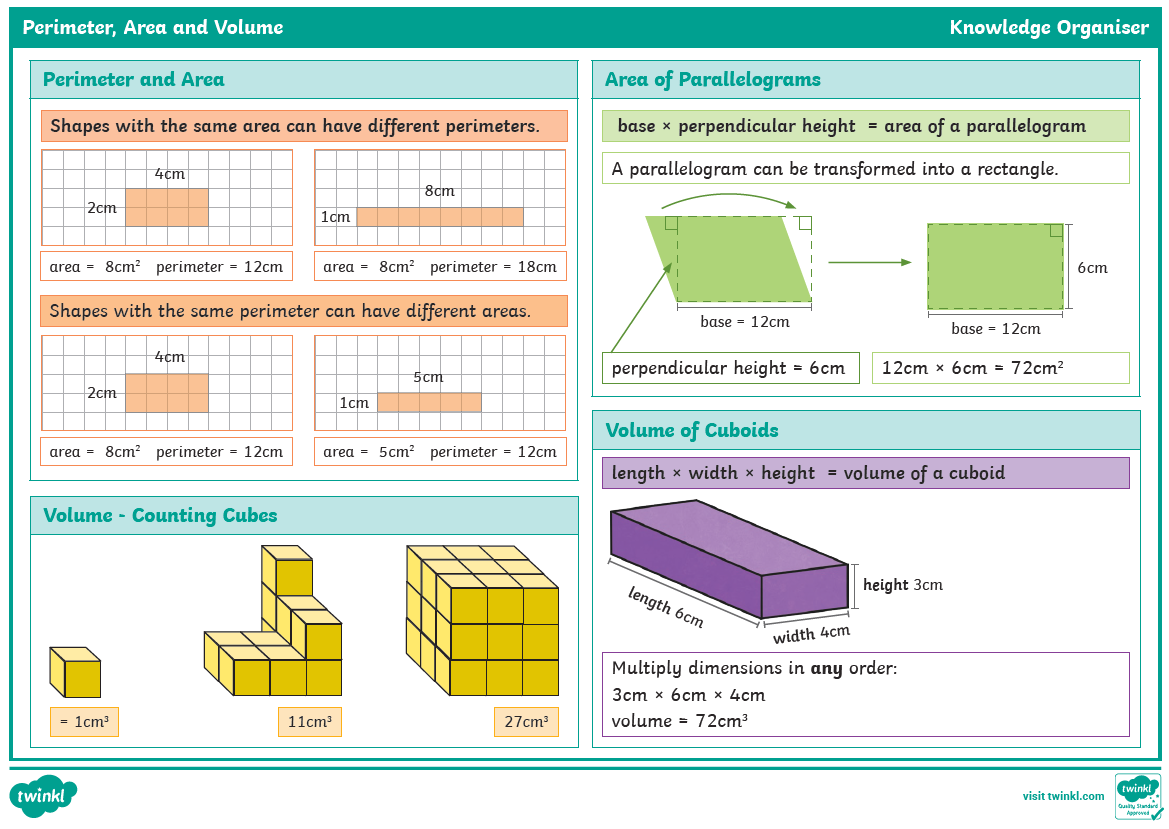 Perimeter, Area and Volume
Knowledge Organiser
Perimeter and Area
Shapes with the same area can have different perimeters.
4cm
2cm
8cm
1cm
area = 8cm² perimeter = 12cm
area = 8cm² perimeter = 18cm
Shapes with the same perimeter can have different areas.
4cm
2cm
5cm
1cm
area = 8cm² perimeter = 12cm
area = 5cm² perimeter = 12cm
Volume - Counting Cubes
= 1cm³
11cm³
27cm³
Area of Parallelograms
base × perpendicular height = area of a parallelogram
A parallelogram can be transformed into a rectangle.
6cm
base = 12cm
base = 12cm
perpendicular height = 6cm
12cm × 6cm = 72cm²
Volume of Cuboids
length × width × height = volume of a cuboid
height 3cm
length 6cm
width 4cm
Multiply dimensions in any order:
3cm × 6cm × 4cm
volume = 72cm³
twinkl
visit twinkl.com
twinkl
Quality Standard
Approved